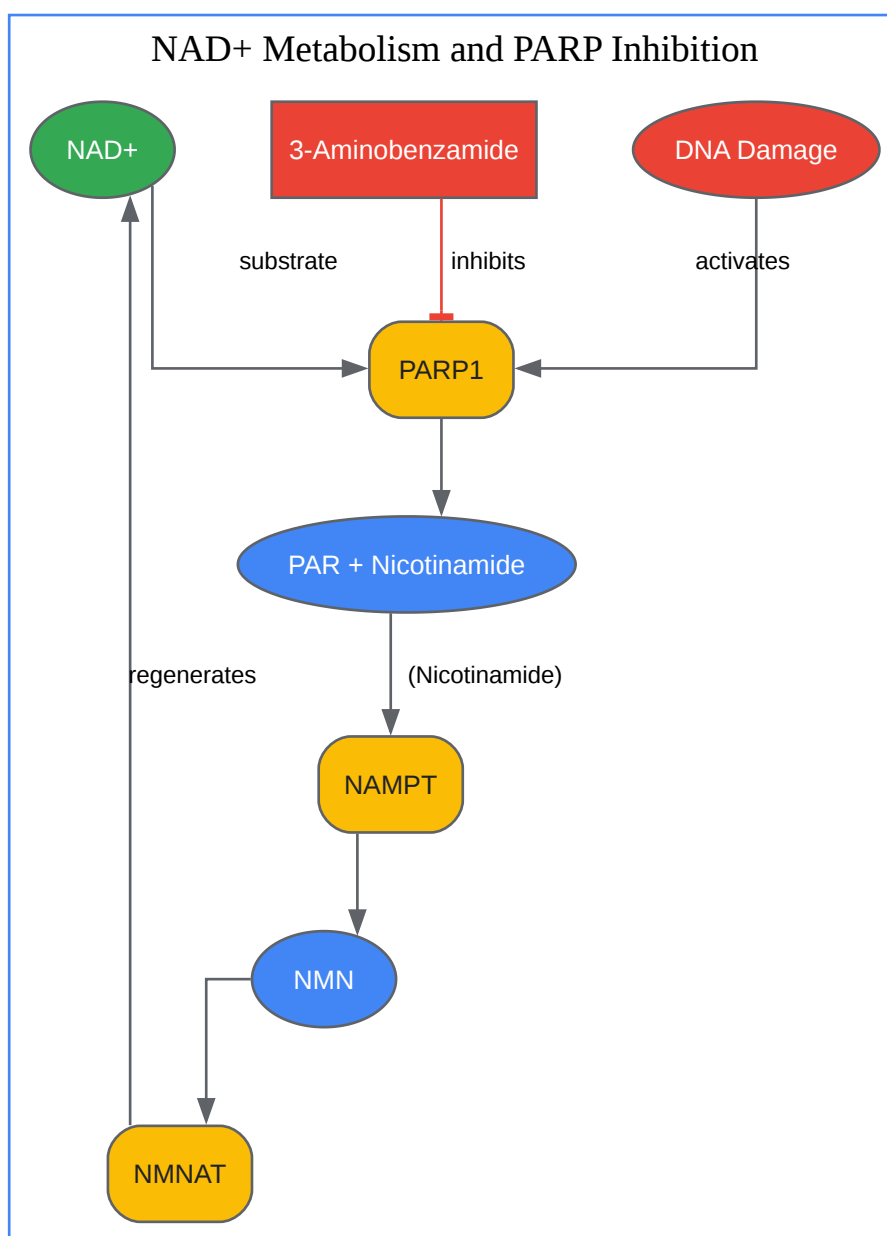 NAD+ Metabolism and PARP Inhibition
NAD+
3-Aminobenzamide
DNA Damage
substrate
inhibits
activates
PARP1
PAR + Nicotinamide
regenerates
(Nicotinamide)
NAMPT
NMN
NMNAT